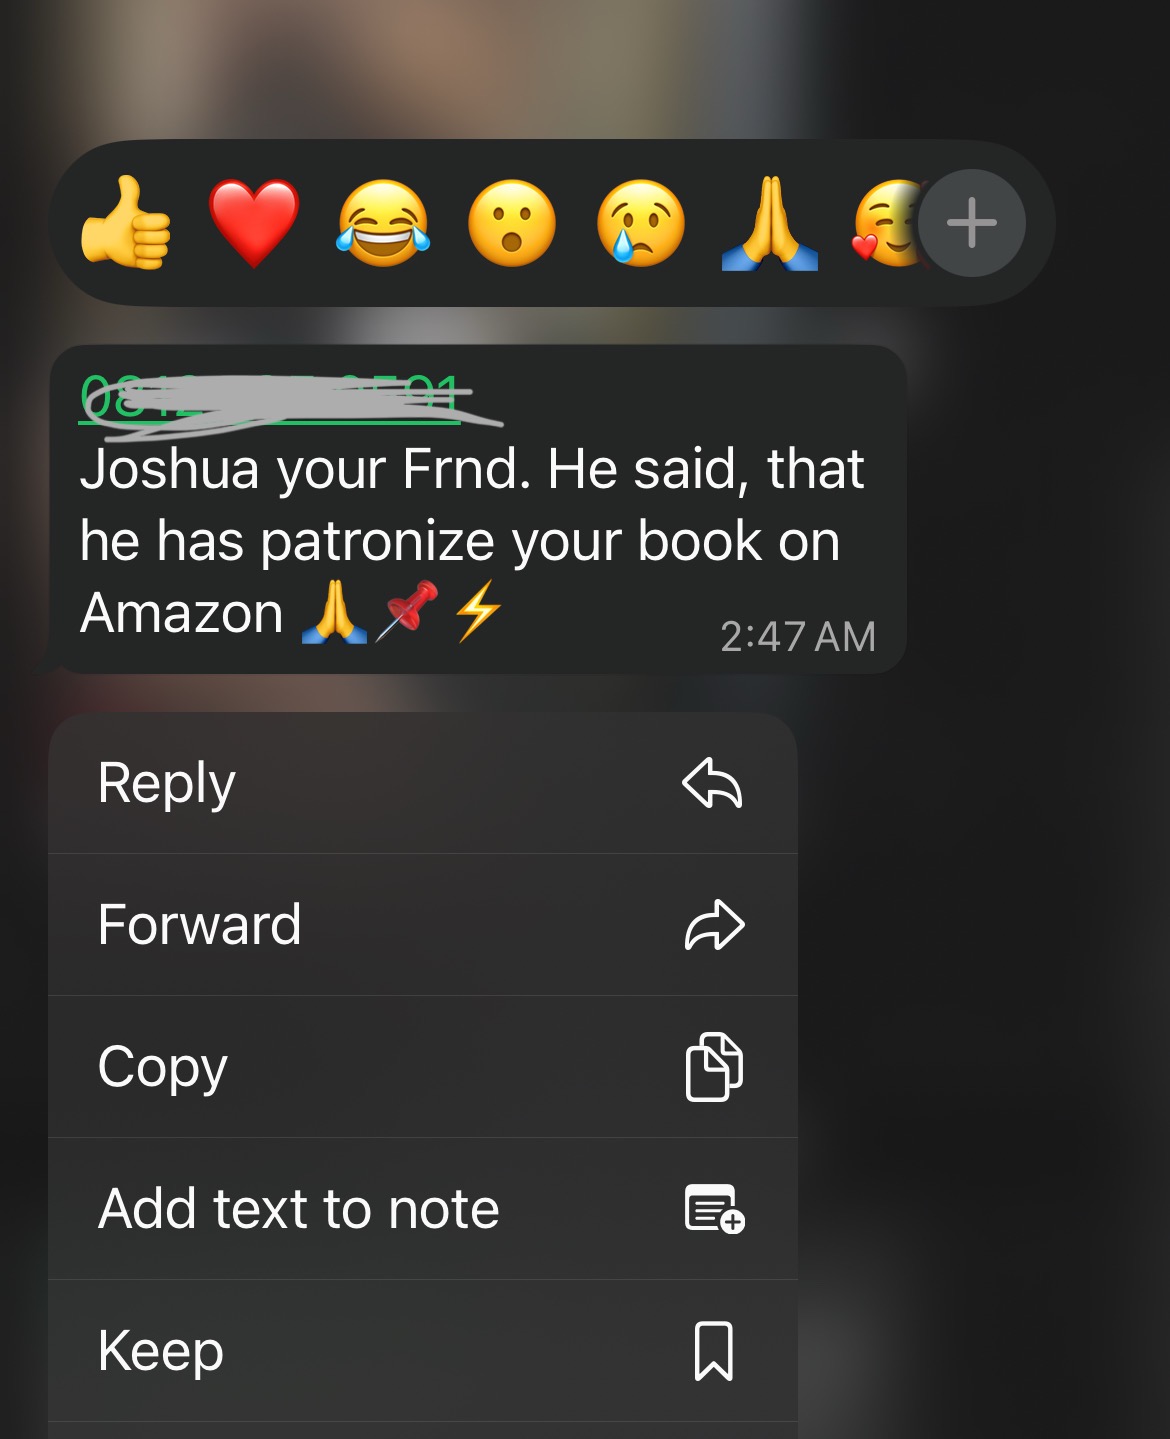 Joshua your Frnd. He said, that
he has patronize your book on
Amazon 🙏📌⚡
2:47 AM
Reply
Forward
Copy
Add text to note
Keep